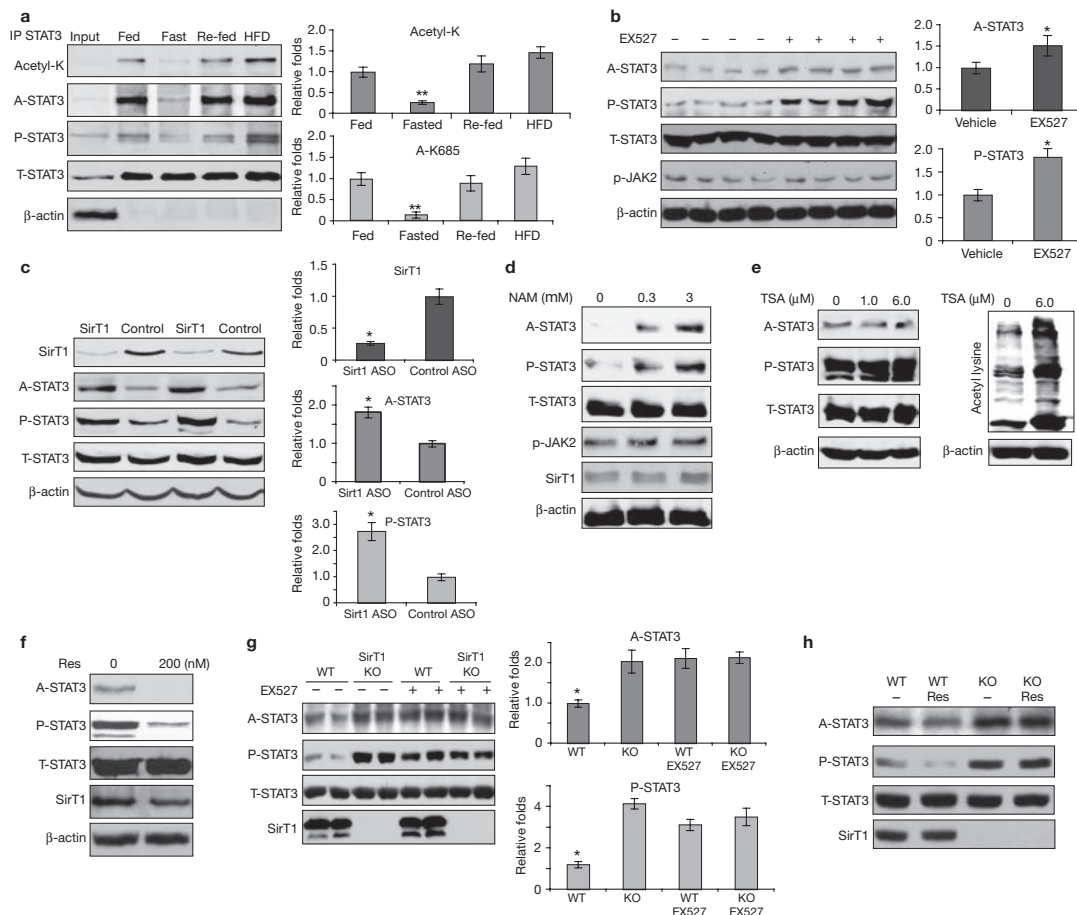 a
IP STAT3 Input Fed Fast Re-fed HFD
Acetyl-K
A-STAT3
P-STAT3
T-STAT3
β-actin
Acetyl-K
Relative folds
2.0
1.5
1.0
0.5
0
**
Fed Fasted Re-fed HFD
A-K685
Relative folds
2.0
1.5
1.0
0.5
0
**
Fed Fasted Re-fed HFD
b
EX527 – – – – + + + +
A-STAT3
P-STAT3
T-STAT3
p-JAK2
β-actin
A-STAT3
2.0
1.5
1.0
0.5
0
*
Vehicle EX527
P-STAT3
2.0
1.5
1.0
0.5
0
*
Vehicle EX527
c
SirT1 Control SirT1 Control
SirT1
A-STAT3
P-STAT3
T-STAT3
β-actin
SirT1
Relative folds
1.5
1.0
0.5
0
*
Sirt1 ASO Control ASO
A-STAT3
Relative folds
2.0
1.0
0
*
Sirt1 ASO Control ASO
P-STAT3
Relative folds
3.0
2.0
1.0
0
*
Sirt1 ASO Control ASO
d
NAM (mM) 0 0.3 3
A-STAT3
P-STAT3
T-STAT3
p-JAK2
SirT1
β-actin
e
TSA (μM) 0 1.0 6.0
A-STAT3
P-STAT3
T-STAT3
β-actin
TSA (μM) 0 6.0
Acetyl lysine
β-actin
f
Res 0 200 (nM)
A-STAT3
P-STAT3
T-STAT3
SirT1
β-actin
g
WT SirT1 KO WT SirT1 KO
EX527 – – – – + + + +
A-STAT3
P-STAT3
T-STAT3
SirT1
A-STAT3
Relative folds
2.0
1.0
0
*
WT KO WT EX527 KO EX527
P-STAT3
Relative folds
4
2
0
*
WT KO WT EX527 KO EX527
h
WT WT KO KO
– Res – Res
A-STAT3
P-STAT3
T-STAT3
SirT1